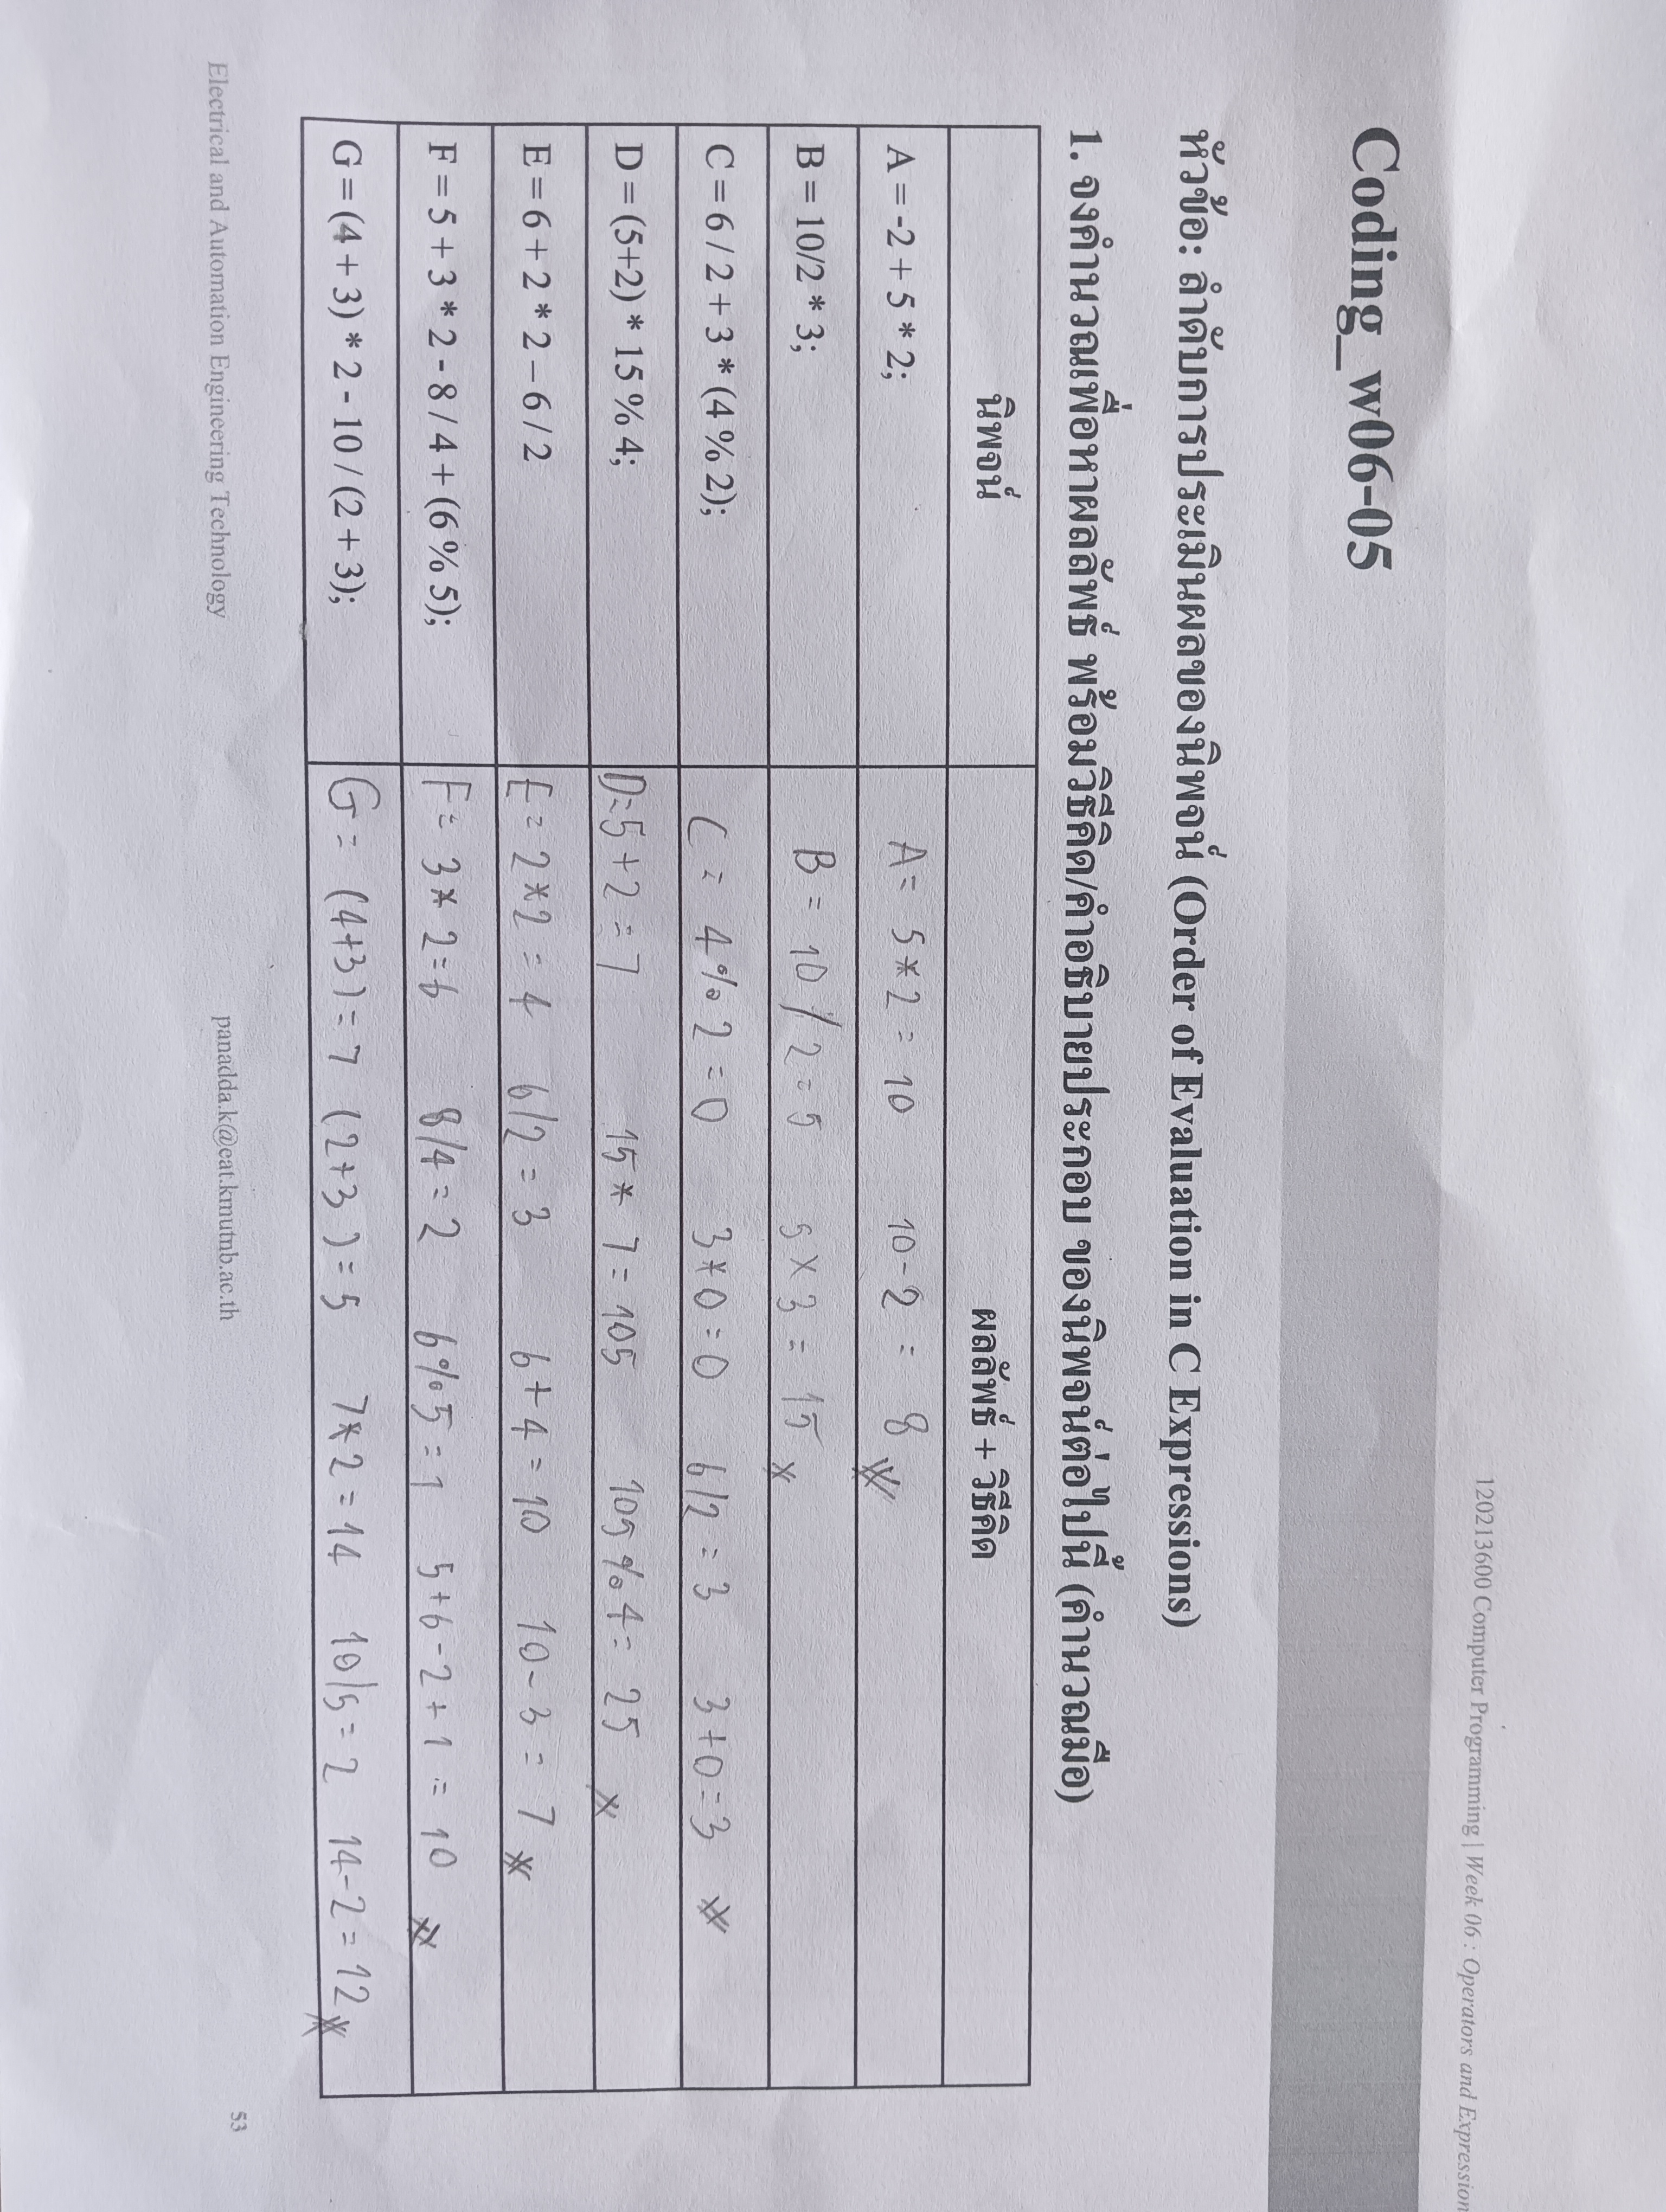 120213600 Computer Programming | Week 06 : Operators and Expression
Coding_w06-05
หัวข้อ: ลำดับการประเมินผลของนิพจน์ (Order of Evaluation in C Expressions)
1. จงคำนวณเพื่อหาผลลัพธ์ พร้อมวิธีคิด/คำอธิบายประกอบ ของนิพจน์ต่อไปนี้ (คำนวณมือ)
นิพจน์ ผลลัพธ์ + วิธีคิด
A = -2 + 5 * 2; A = 5 * 2 = 10 10 - 2 = 8
B = 10/2 * 3; B = 10 / 2 = 5 5 x 3 = 15
C = 6 / 2 + 3 * (4 % 2); C = 4 % 2 = 0 3 * 0 = 0 6/2 = 3 3 + 0 = 3
D = (5+2) * 15 % 4; D = 5 + 2 = 7 15 * 7 = 105 105 % 4 = 25
E = 6 + 2 * 2 – 6 / 2 E = 2 * 2 = 4 6/2 = 3 6 + 4 = 10 10 - 3 = 7
F = 5 + 3 * 2 - 8 / 4 + (6 % 5); F = 3 * 2 = 6 8/4 = 2 6 % 5 = 1 5 + 6 - 2 + 1 = 10
G = (4 + 3) * 2 - 10 / (2 + 3); G = (4+3) = 7 (2+3) = 5 7 * 2 = 14 10/5 = 2 14 - 2 = 12
Electrical and Automation Engineering Technology panadda.k@eat.kmutnb.ac.th 53